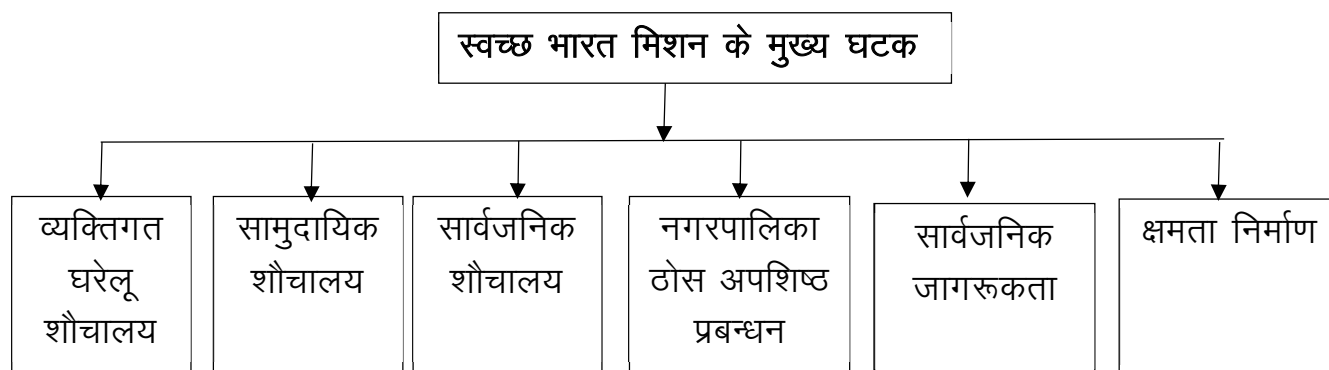 स्वच्छ भारत मिशन के मुख्य घटक
व्यक्तिगत
घरेलू
शौचालय
सामुदायिक
शौचालय
सार्वजनिक
शौचालय
नगरपालिका
ठोस अपशिष्ठ
प्रबन्धन
सार्वजनिक
जागरूकता
क्षमता निर्माण